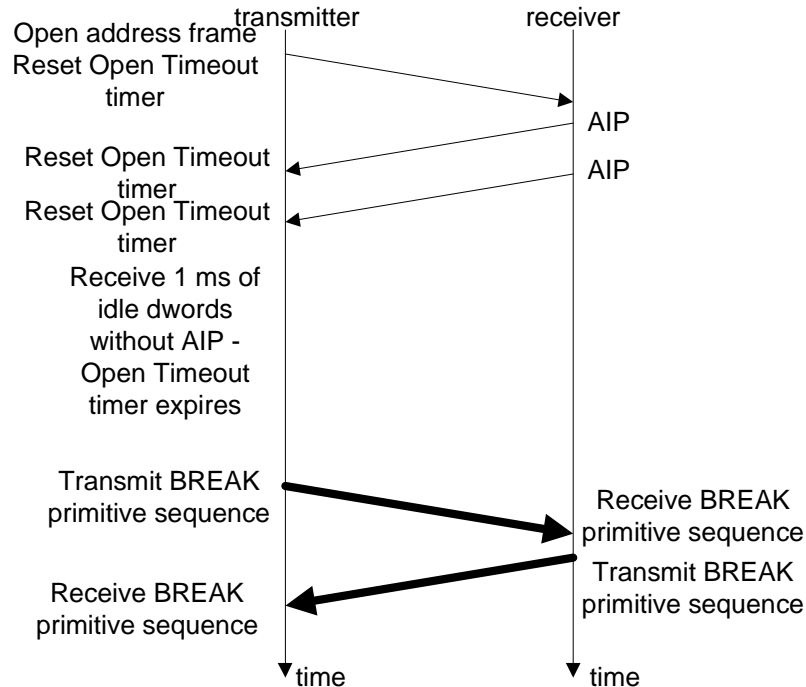 transmitter
receiver
Open address frame
Reset Open Timeout
timer
AIP
Reset Open Timeout
timer
AIP
Reset Open Timeout
timer
Receive 1 ms of
idle dwords
without AIP -
Open Timeout
timer expires
Transmit BREAK
primitive sequence
Receive BREAK
primitive sequence
Transmit BREAK
primitive sequence
Receive BREAK
primitive sequence
time
time